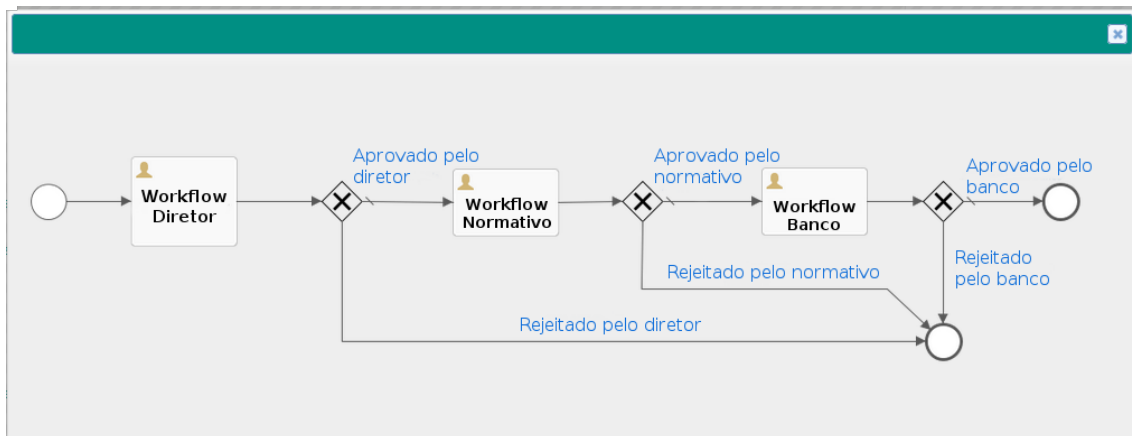 Workflow
Diretor
Aprovado pelo
diretor
Workflow
Normativo
Aprovado pelo
normativo
Workflow
Banco
Aprovado pelo
banco
Rejeitado
pelo banco
Rejeitado pelo normativo
Rejeitado pelo diretor